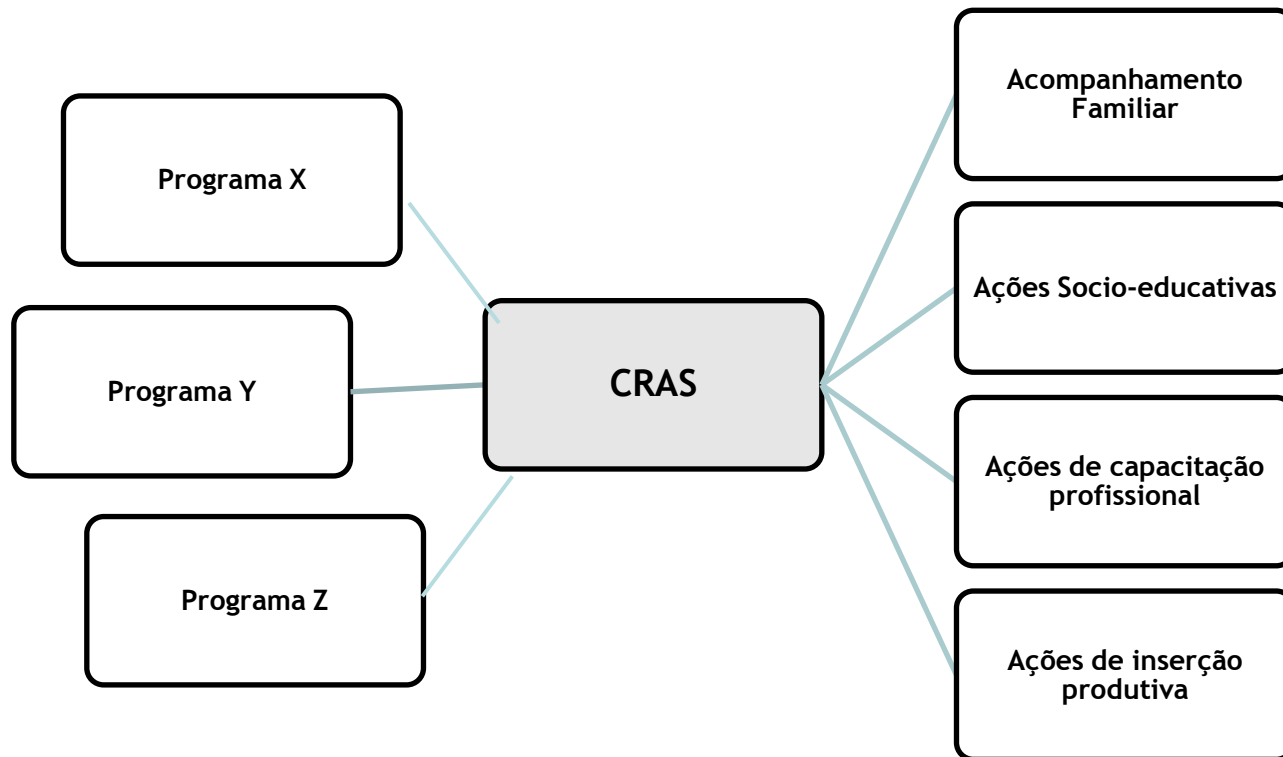 Programa X
Programa Y
Programa Z
CRAS
Acompanhamento
Familiar
Ações Socio-educativas
Ações de capacitação
profissional
Ações de inserção
produtiva